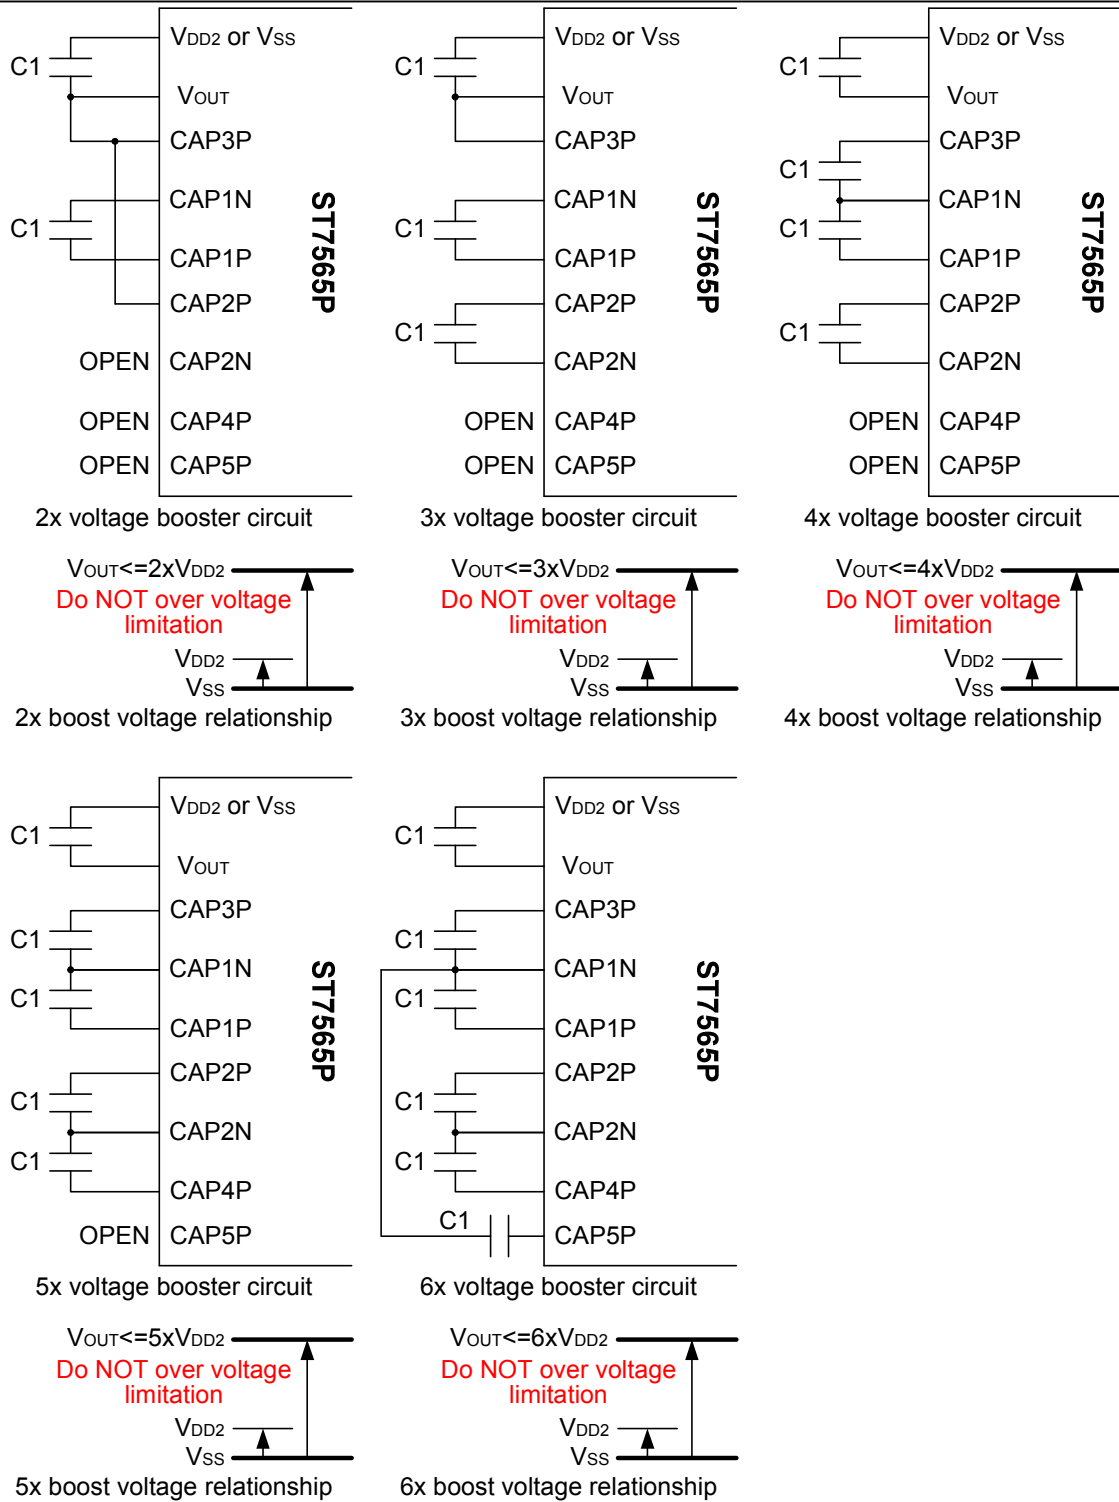 VDD2 or VSS
C1
VOUT
CAP3P
CAP1N
C1
CAP1P
CAP2P
OPEN CAP2N
OPEN CAP4P
OPEN CAP5P
ST7565P
2x voltage booster circuit
VOUT<=2xVDD2
Do NOT over voltage
limitation
VDD2
VSS
2x boost voltage relationship
VDD2 or VSS
C1
VOUT
CAP3P
CAP1N
C1
CAP1P
CAP2P
C1
CAP2N
OPEN CAP4P
OPEN CAP5P
ST7565P
3x voltage booster circuit
VOUT<=3xVDD2
Do NOT over voltage
limitation
VDD2
VSS
3x boost voltage relationship
VDD2 or VSS
C1
VOUT
CAP3P
C1
CAP1N
C1
CAP1P
CAP2P
C1
CAP2N
OPEN CAP4P
OPEN CAP5P
ST7565P
4x voltage booster circuit
VOUT<=4xVDD2
Do NOT over voltage
limitation
VDD2
VSS
4x boost voltage relationship
VDD2 or VSS
C1
VOUT
CAP3P
C1
CAP1N
C1
CAP1P
CAP2P
C1
CAP2N
C1
CAP4P
OPEN CAP5P
ST7565P
5x voltage booster circuit
VOUT<=5xVDD2
Do NOT over voltage
limitation
VDD2
VSS
5x boost voltage relationship
VDD2 or VSS
C1
VOUT
CAP3P
C1
CAP1N
C1
CAP1P
CAP2P
C1
CAP2N
C1
CAP4P
C1
CAP5P
ST7565P
6x voltage booster circuit
VOUT<=6xVDD2
Do NOT over voltage
limitation
VDD2
VSS
6x boost voltage relationship